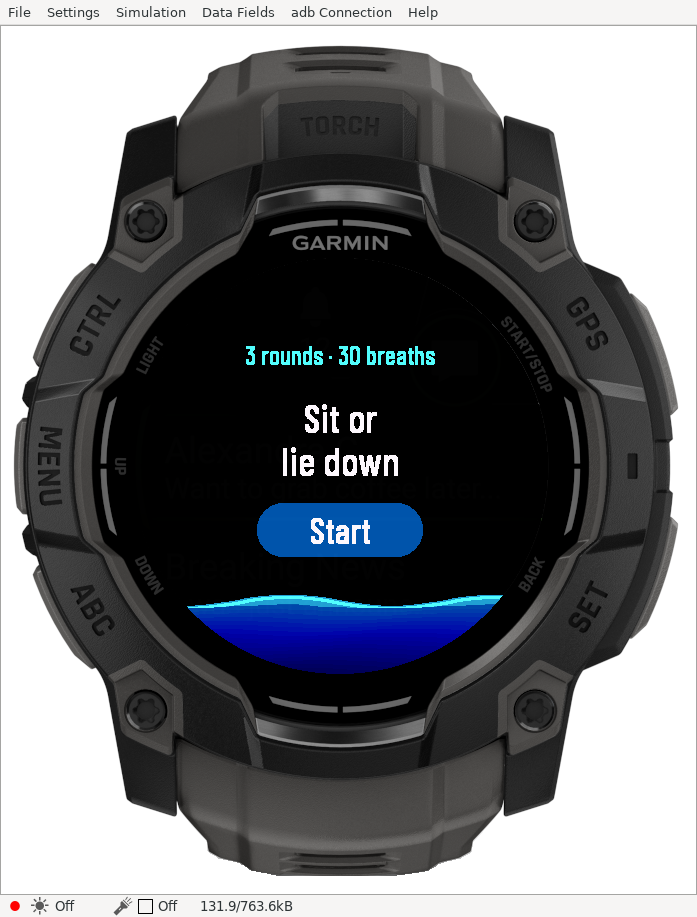 File Settings Simulation Data Fields adb Connection Help
TORCH
GARMIN
CTRL
GPS
LIGHT
START/STOP
3 rounds · 30 breaths
Sit or
lie down
MENU
UP
Start
DOWN
BACK
ABC
SET
Off Off 131.9/763.6kB